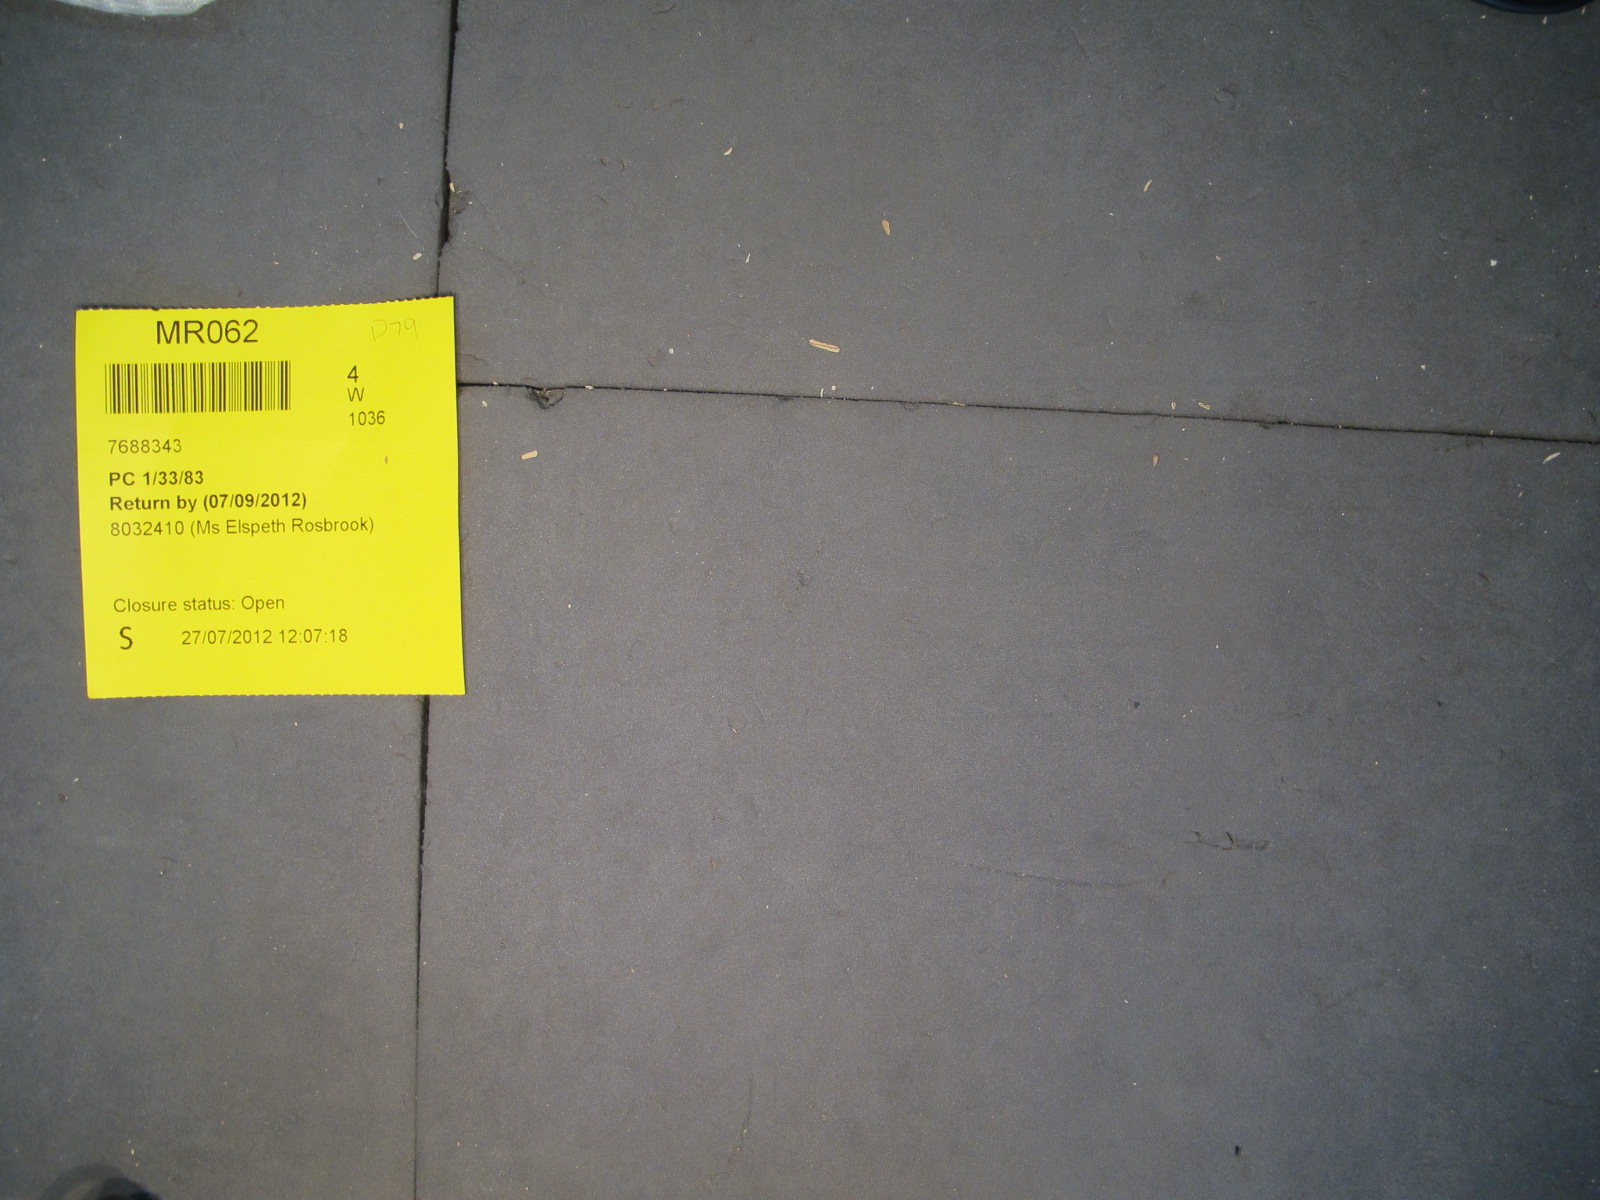 MR062
D79
4
W
1036
7688343
PC 1/33/83
Return by (07/09/2012)
8032410 (Ms Elspeth Rosbrook)
Closure status: Open
S 27/07/2012 12:07:18